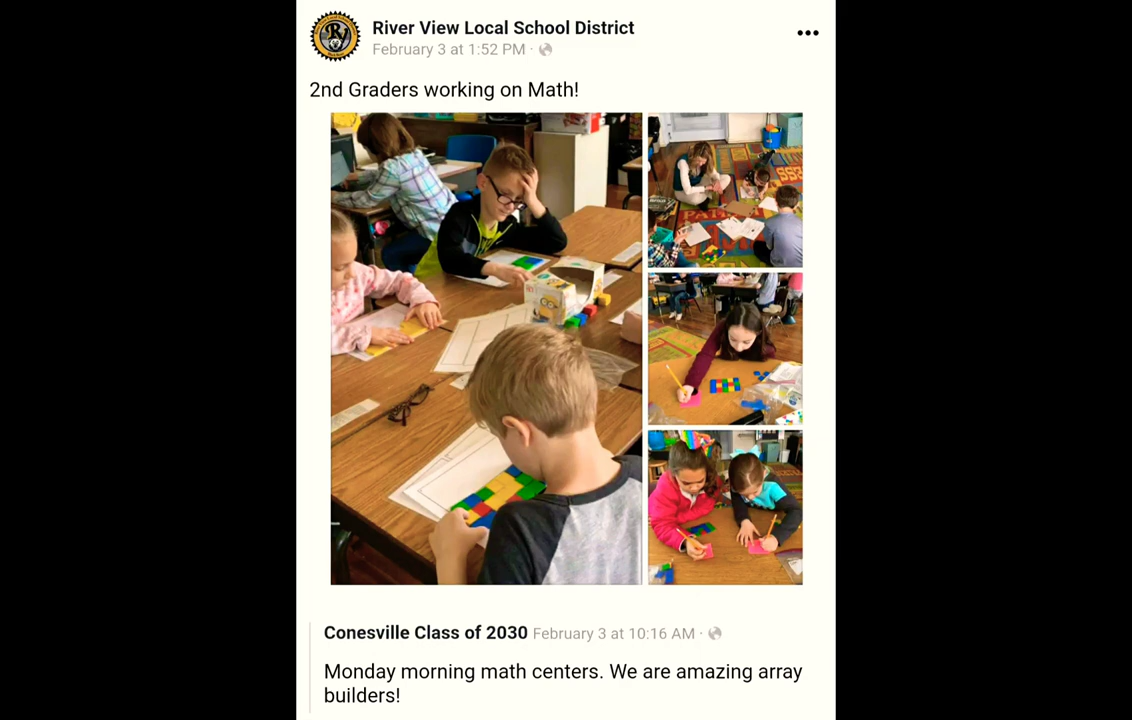 River View Local School District
February 3 at 1:52 PM ·
2nd Graders working on Math!
Conesville Class of 2030 February 3 at 10:16 AM ·
Monday morning math centers. We are amazing array
builders!